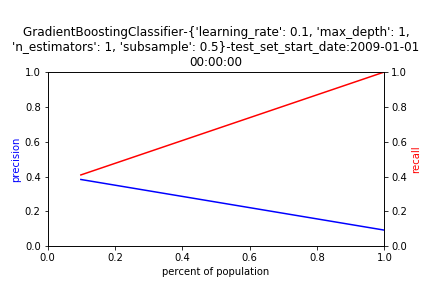 GradientBoostingClassifier-{'learning_rate': 0.1, 'max_depth': 1,
'n_estimators': 1, 'subsample': 0.5}-test_set_start_date:2009-01-01
00:00:00
1.0
0.8
0.6
0.4
0.2
0.0
precision
1.0
0.8
0.6
0.4
0.2
0.0
recall
0.0 0.2 0.4 0.6 0.8 1.0
percent of population